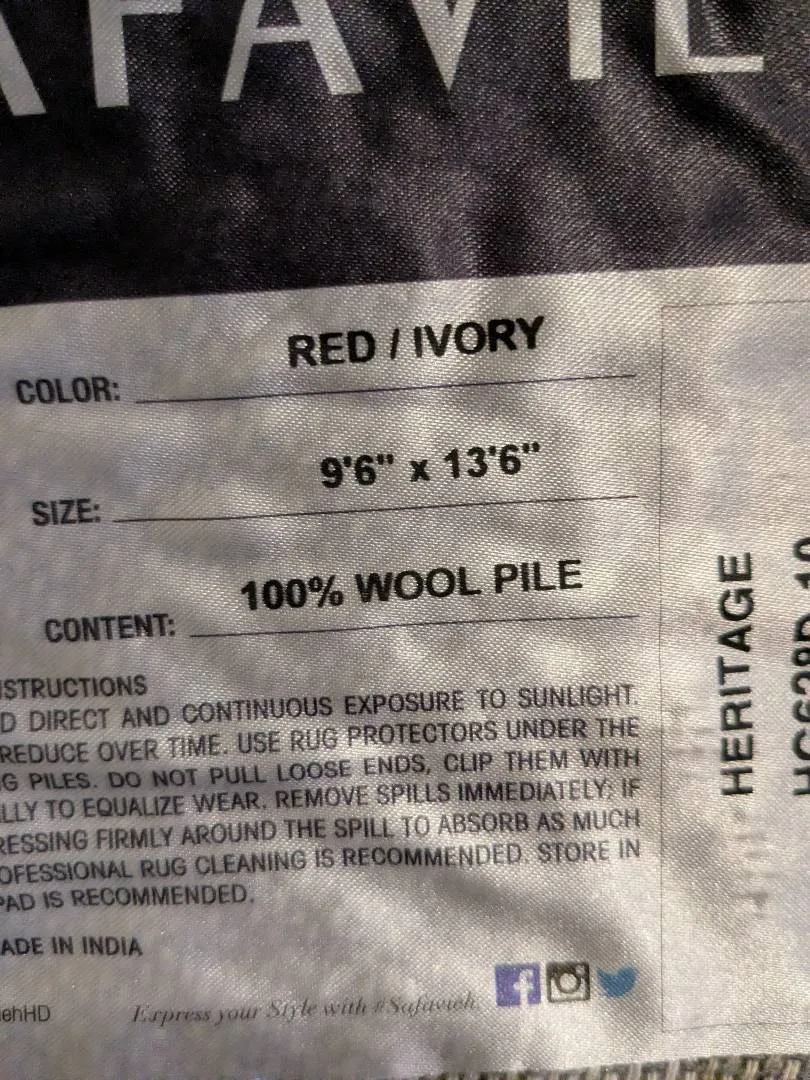 AFAVIE
COLOR: RED / IVORY
SIZE: 9'6" x 13'6"
CONTENT: 100% WOOL PILE
STRUCTIONS
D DIRECT AND CONTINUOUS EXPOSURE TO SUNLIGHT.
REDUCE OVER TIME. USE RUG PROTECTORS UNDER THE
G PILES. DO NOT PULL LOOSE ENDS, CLIP THEM WITH
LLY TO EQUALIZE WEAR. REMOVE SPILLS IMMEDIATELY; IF
RESSING FIRMLY AROUND THE SPILL TO ABSORB AS MUCH
OFESSIONAL RUG CLEANING IS RECOMMENDED. STORE IN
PAD IS RECOMMENDED.
ADE IN INDIA
ehHD
Express your Style with #Safavieh.
HERITAGE